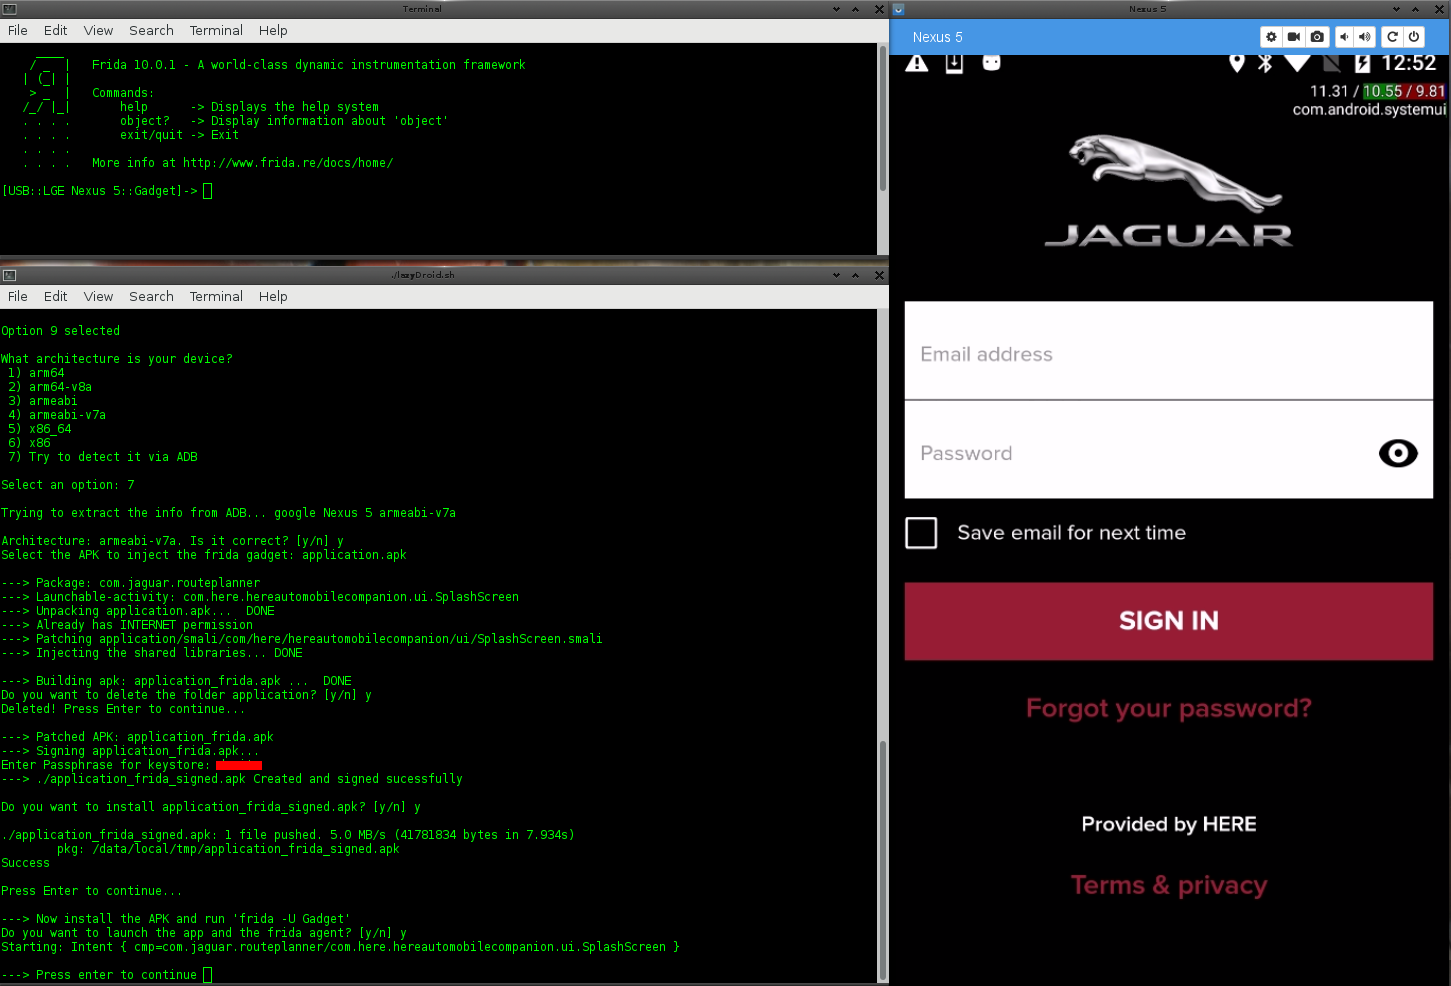 Terminal
File Edit View Search Terminal Help
Frida 10.0.1 - A world-class dynamic instrumentation framework
Commands:
help -> Displays the help system
object? -> Display information about 'object'
exit/quit -> Exit
More info at http://www.frida.re/docs/home/
[USB::LGE Nexus 5::Gadget]->
./lazyDroid.sh
File Edit View Search Terminal Help
Option 9 selected
What architecture is your device?
1) arm64
2) arm64-v8a
3) armeabi
4) armeabi-v7a
5) x86_64
6) x86
7) Try to detect it via ADB
Select an option: 7
Trying to extract the info from ADB... google Nexus 5 armeabi-v7a
Architecture: armeabi-v7a. Is it correct? [y/n] y
Select the APK to inject the frida gadget: application.apk
---> Package: com.jaguar.routeplanner
---> Launchable-activity: com.here.hereautomobilecompanion.ui.SplashScreen
---> Unpacking application.apk... DONE
---> Already has INTERNET permission
---> Patching application/smali/com/here/hereautomobilecompanion/ui/SplashScreen.smali
---> Injecting the shared libraries... DONE
---> Building apk: application_frida.apk ... DONE
Do you want to delete the folder application? [y/n] y
Deleted! Press Enter to continue...
---> Patched APK: application_frida.apk
---> Signing application_frida.apk...
Enter Passphrase for keystore:
---> ./application_frida_signed.apk Created and signed sucessfully
Do you want to install application_frida_signed.apk? [y/n] y
./application_frida_signed.apk: 1 file pushed. 5.0 MB/s (41781834 bytes in 7.934s)
pkg: /data/local/tmp/application_frida_signed.apk
Success
Press Enter to continue...
---> Now install the APK and run 'frida -U Gadget'
Do you want to launch the app and the frida agent? [y/n] y
Starting: Intent { cmp=com.jaguar.routeplanner/com.here.hereautomobilecompanion.ui.SplashScreen }
---> Press enter to continue
Nexus 5
Nexus 5
12:52
11.31 / 10.55 / 9.81
com.android.systemui
JAGUAR
Email address
Password
Save email for next time
SIGN IN
Forgot your password?
Provided by HERE
Terms & privacy